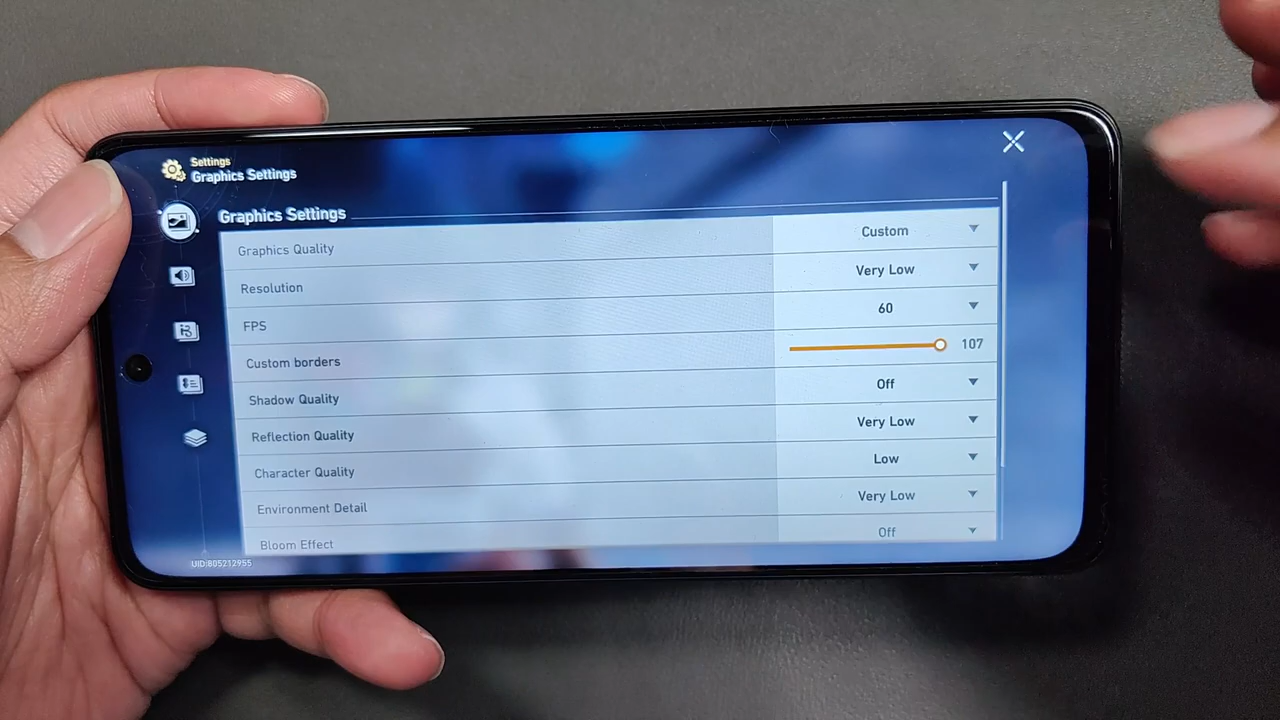 Settings
Graphics Settings
Graphics Settings
Graphics Quality
Custom
Resolution
Very Low
FPS
60
Custom borders
107
Shadow Quality
Off
Reflection Quality
Very Low
Character Quality
Low
Environment Detail
Very Low
Bloom Effect
Off
UID:805212955